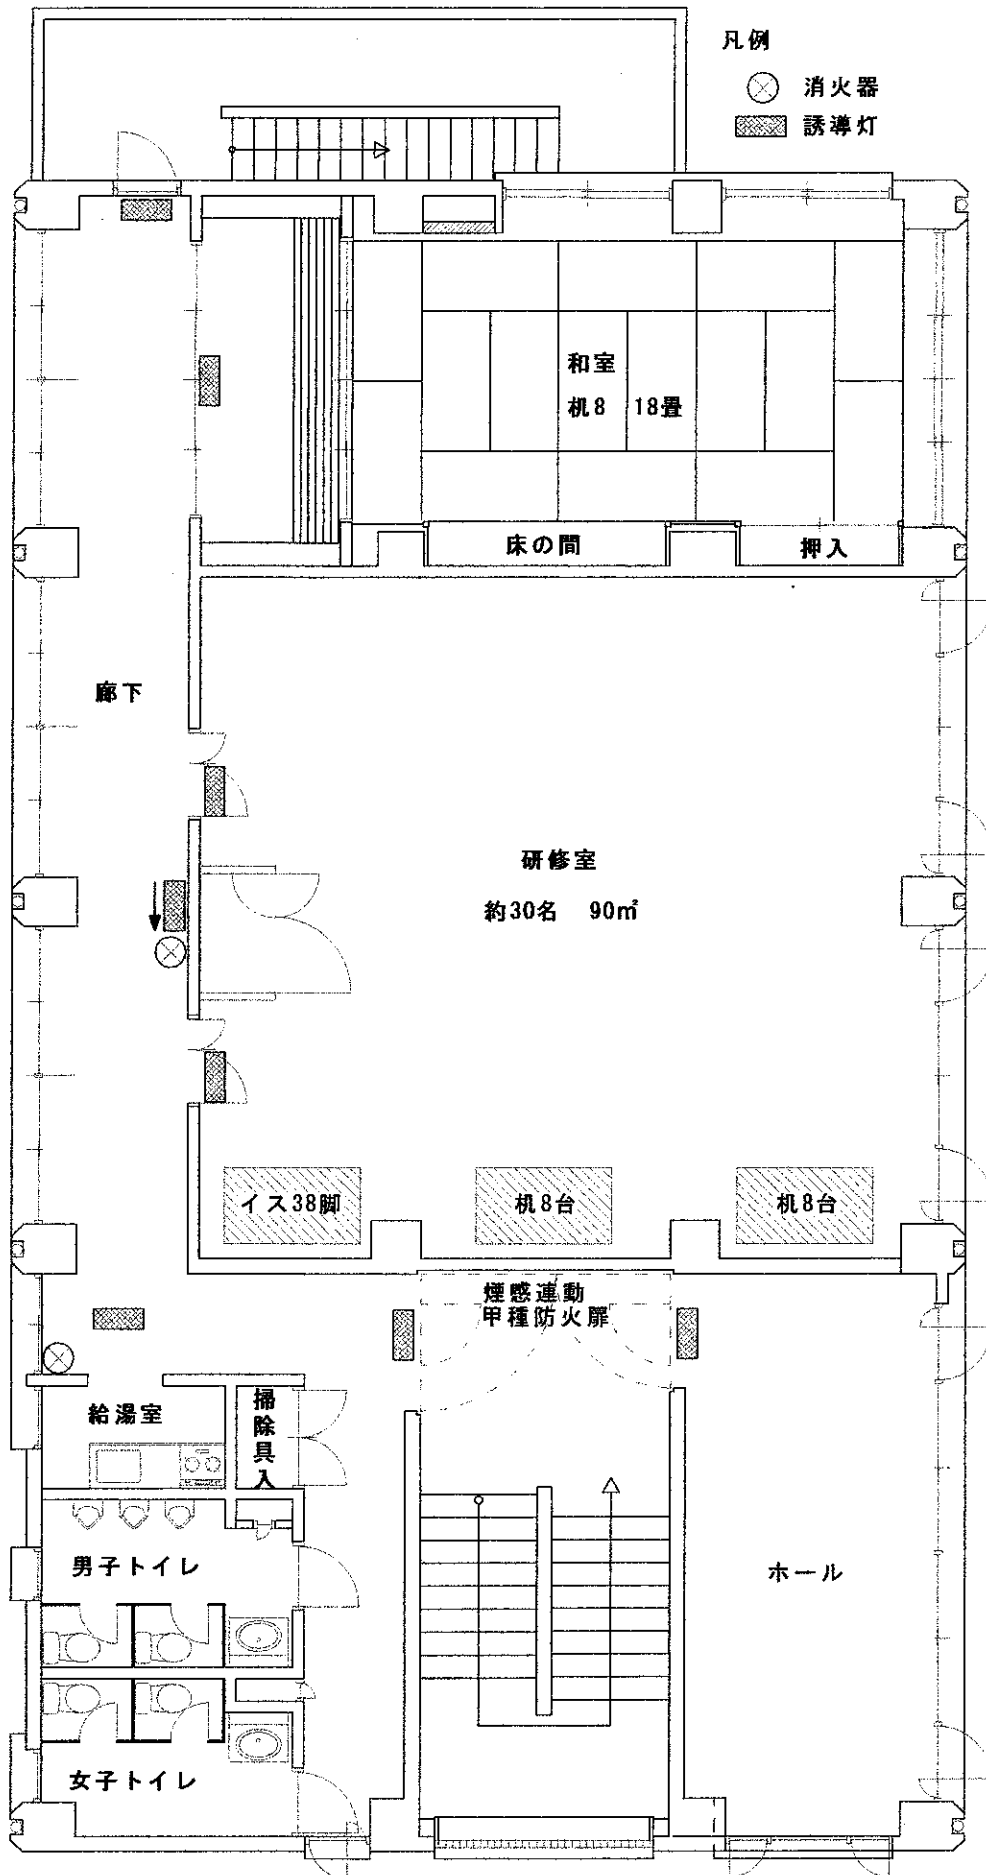 凡例
消火器
誘導灯
和室
机8 18畳
床の間
押入
廊下
研修室
約30名 90㎡
イス38脚
机8台
机8台
煙感連動
甲種防火扉
給湯室
掃除具入
男子トイレ
ホール
女子トイレ